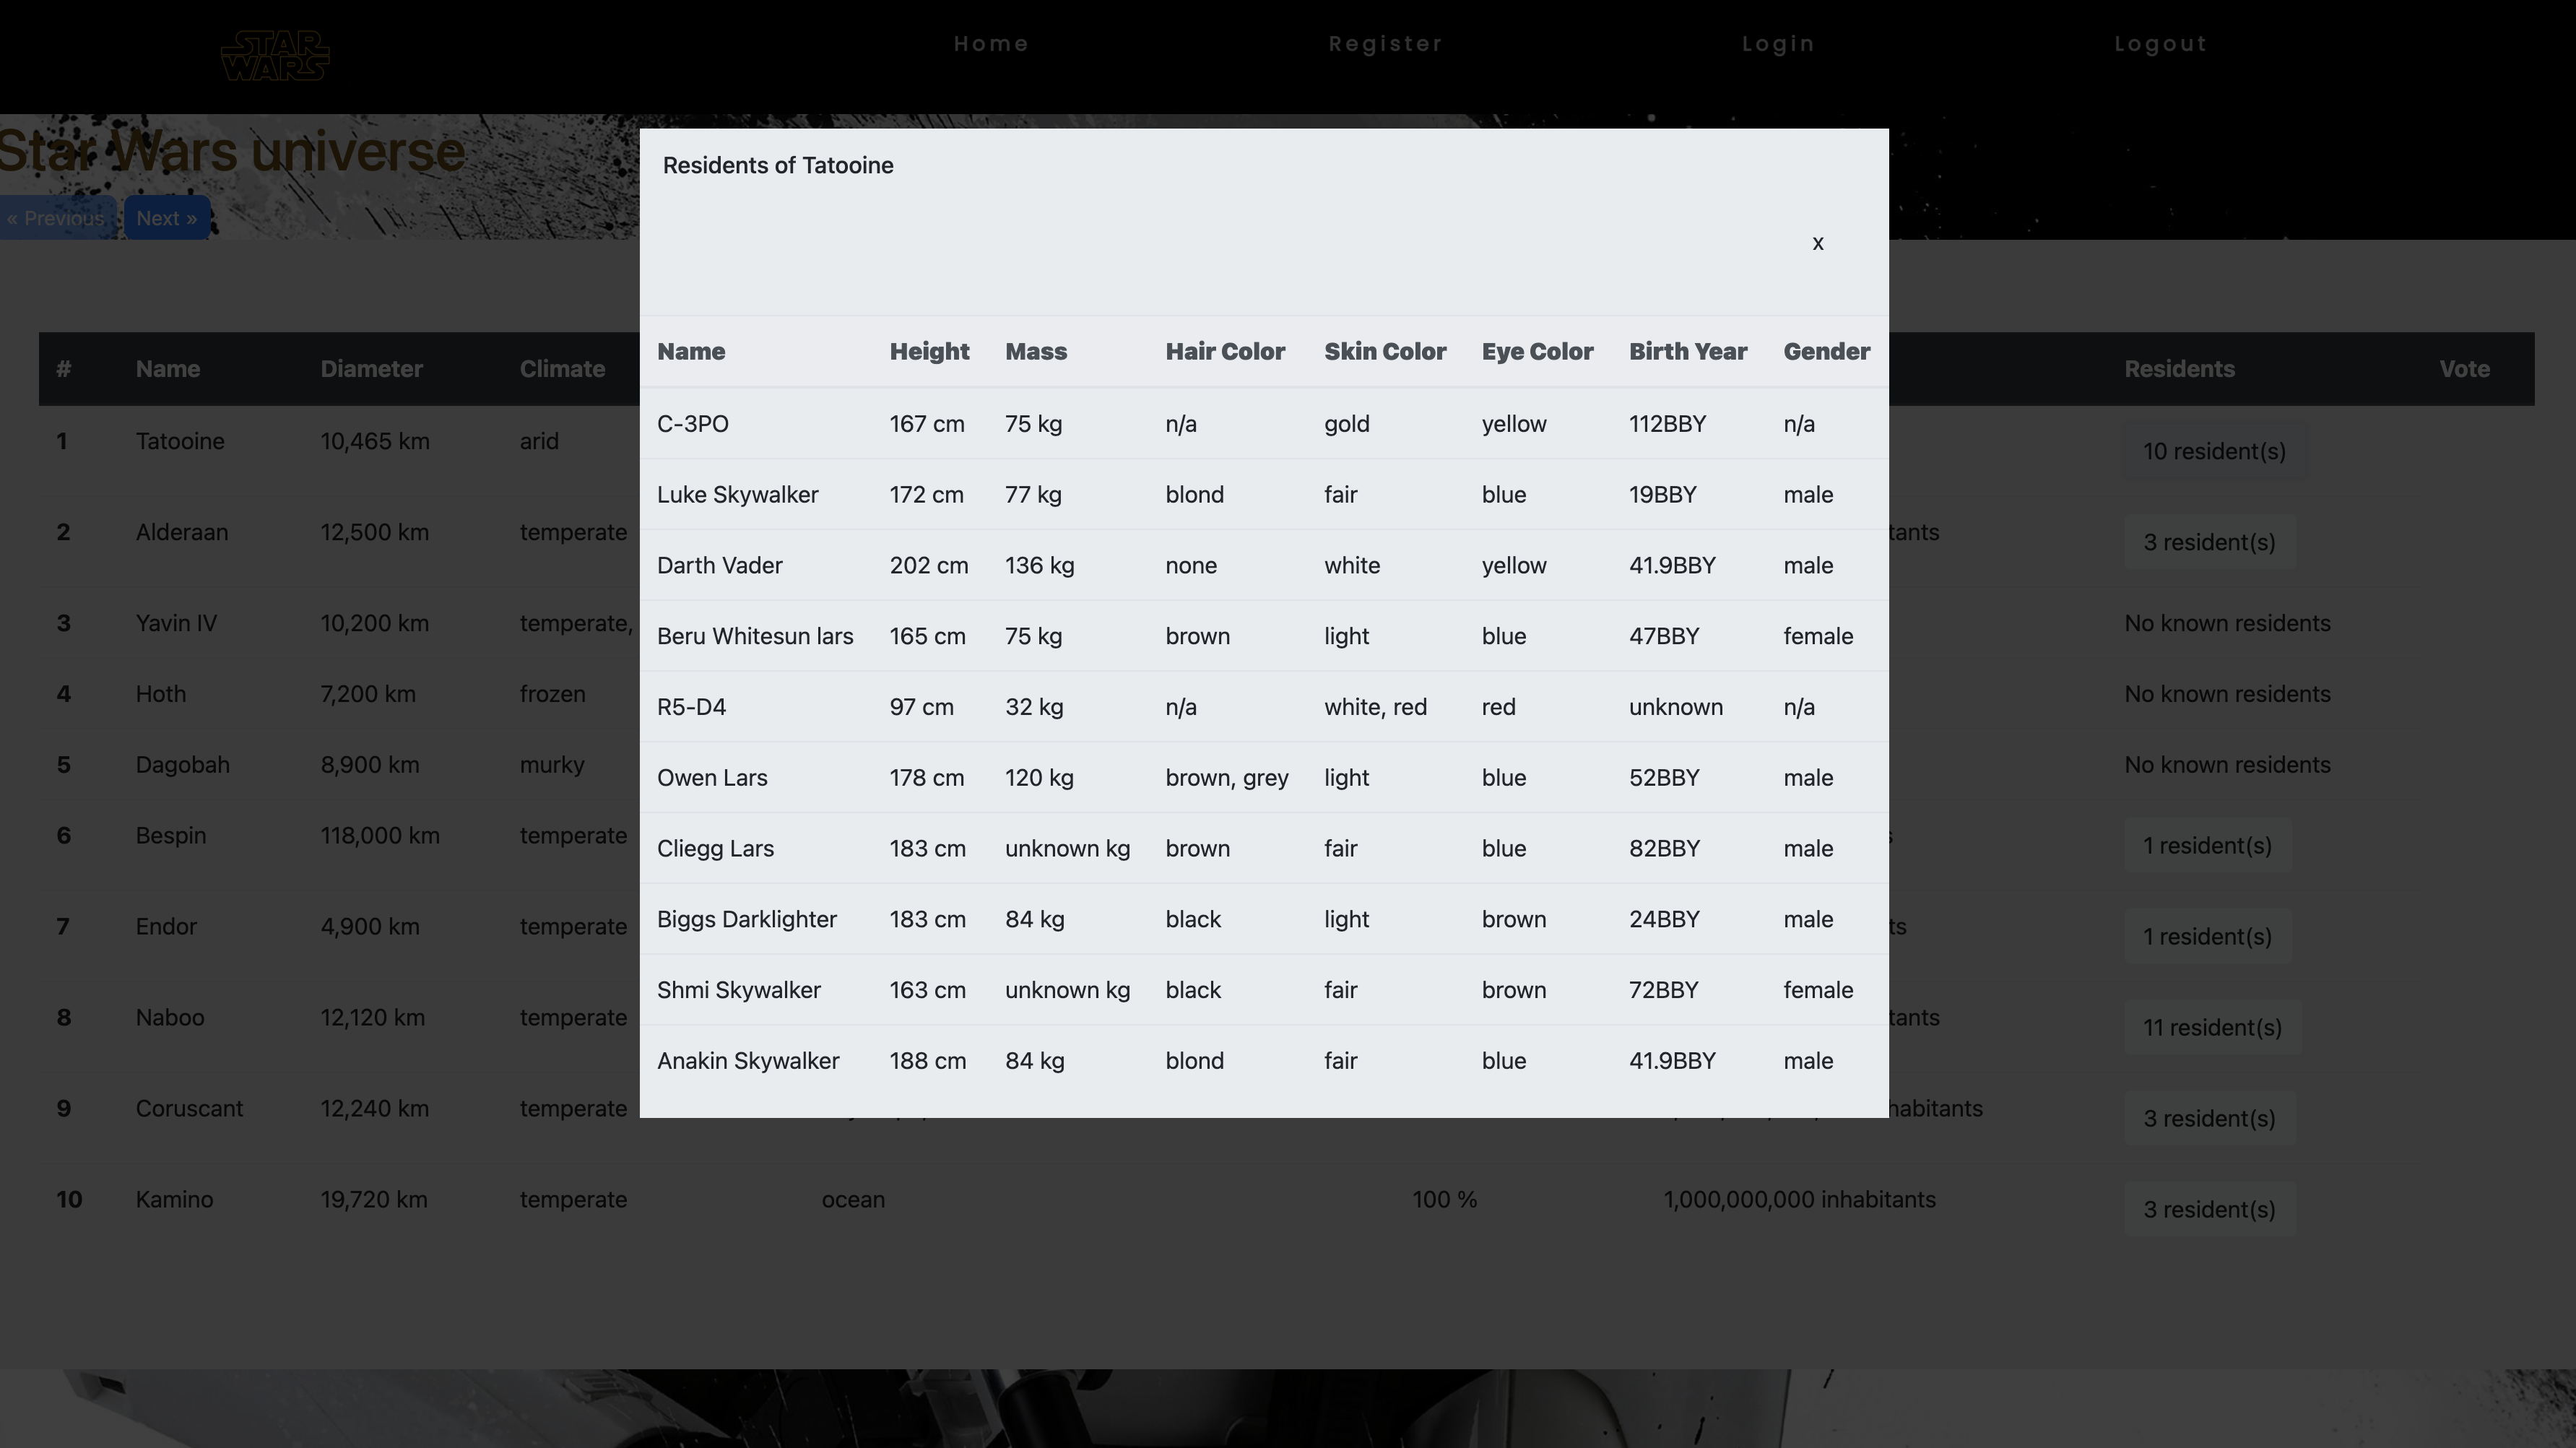 STAR WARS
Home Register Login Logout
Star Wars universe
« Previous Next »
Residents of Tatooine
x
Name Height Mass Hair Color Skin Color Eye Color Birth Year Gender
C-3PO 167 cm 75 kg n/a gold yellow 112BBY n/a
Luke Skywalker 172 cm 77 kg blond fair blue 19BBY male
Darth Vader 202 cm 136 kg none white yellow 41.9BBY male
Beru Whitesun lars 165 cm 75 kg brown light blue 47BBY female
R5-D4 97 cm 32 kg n/a white, red red unknown n/a
Owen Lars 178 cm 120 kg brown, grey light blue 52BBY male
Cliegg Lars 183 cm unknown kg brown fair blue 82BBY male
Biggs Darklighter 183 cm 84 kg black light brown 24BBY male
Shmi Skywalker 163 cm unknown kg black fair brown 72BBY female
Anakin Skywalker 188 cm 84 kg blond fair blue 41.9BBY male
# Name Diameter Climate Residents Vote
1 Tatooine 10,465 km arid 10 resident(s)
2 Alderaan 12,500 km temperate 3 resident(s)
3 Yavin IV 10,200 km temperate, No known residents
4 Hoth 7,200 km frozen No known residents
5 Dagobah 8,900 km murky No known residents
6 Bespin 118,000 km temperate 1 resident(s)
7 Endor 4,900 km temperate 1 resident(s)
8 Naboo 12,120 km temperate 11 resident(s)
9 Coruscant 12,240 km temperate 3 resident(s)
10 Kamino 19,720 km temperate ocean 100 % 1,000,000,000 inhabitants 3 resident(s)